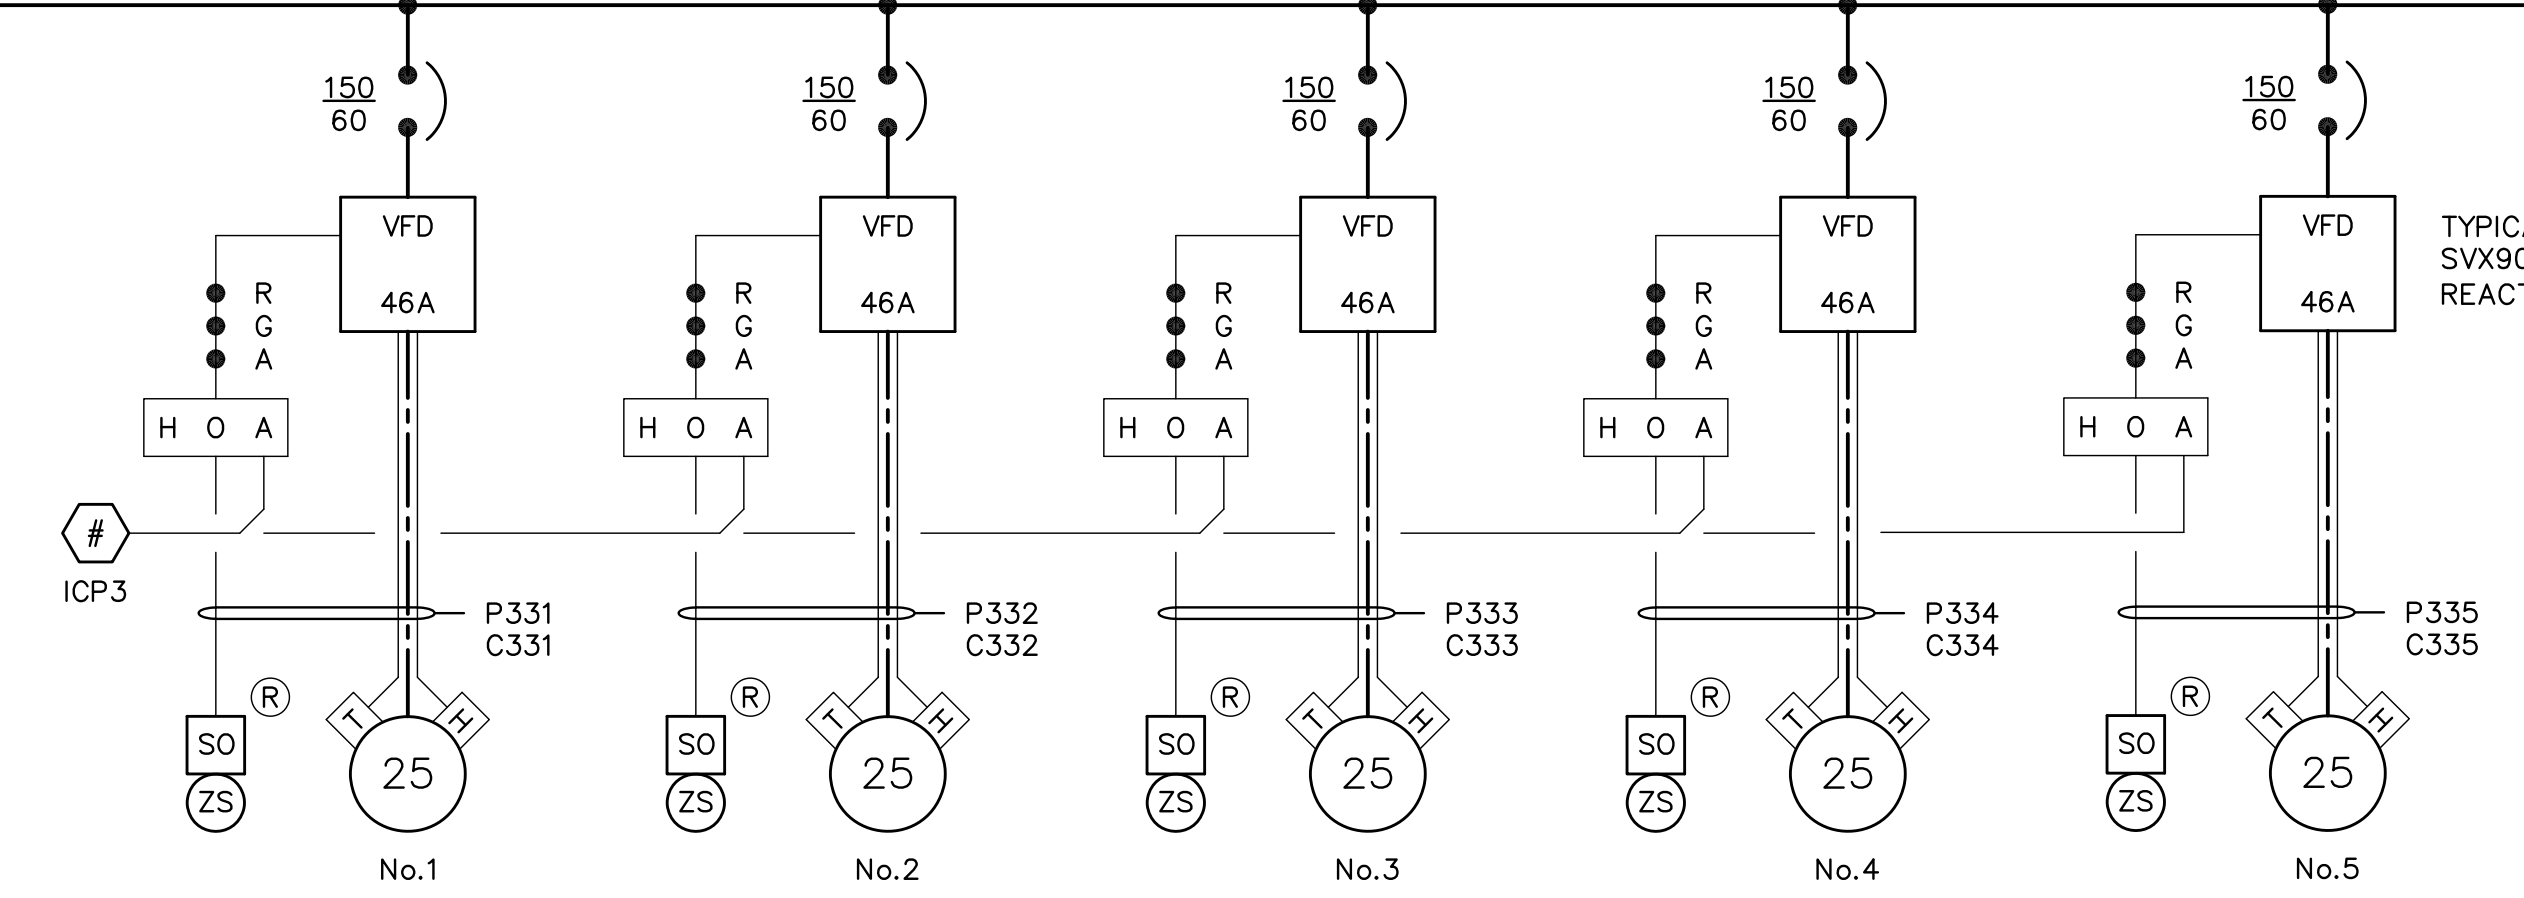 150 150 150 150 150
60 60 60 60 60
VFD VFD VFD VFD VFD TYPIC
SVX90
46A 46A 46A 46A 46A REACT
R R R R R
G G G G G
A A A A A
H O A H O A H O A H O A H O A
#
ICP3
P331 P332 P333 P334 P335
C331 C332 C333 C334 C335
R R R R R
T H T H T H T H T H
SO 25 SO 25 SO 25 SO 25 SO 25
ZS ZS ZS ZS ZS
No.1 No.2 No.3 No.4 No.5